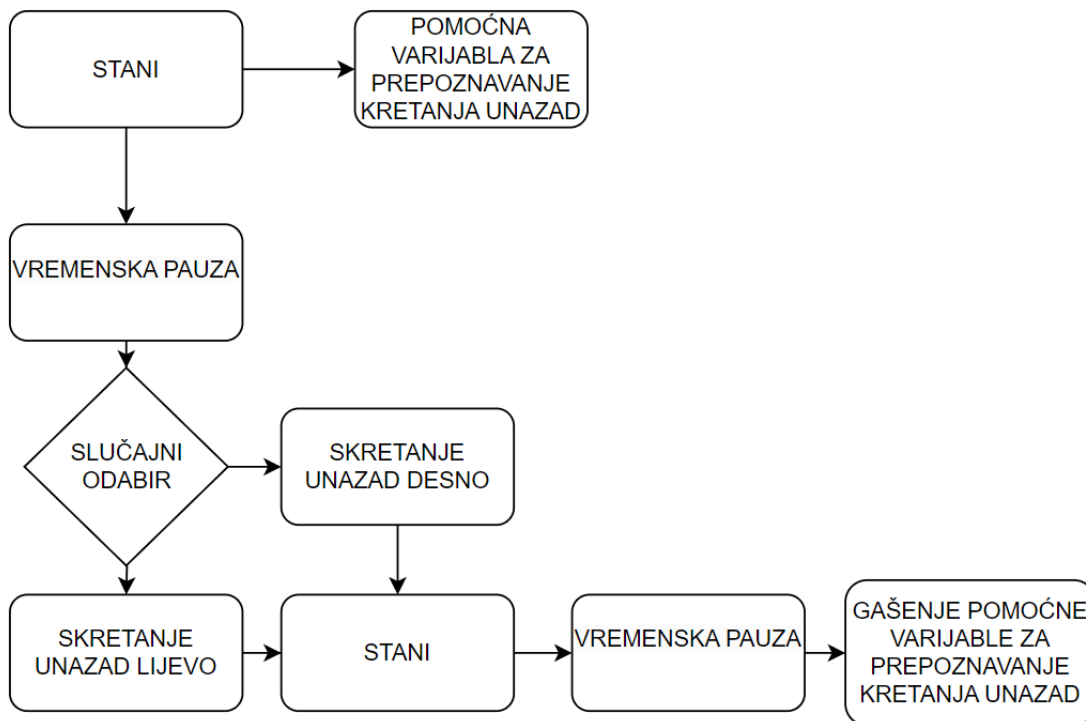 STANI
POMOĆNA
VARIJABLA ZA
PREPOZNAVANJE
KRETANJA UNAZAD
VREMENSKA PAUZA
SLUČAJNI
ODABIR
SKRETANJE
UNAZAD DESNO
SKRETANJE
UNAZAD LIJEVO
STANI
VREMENSKA PAUZA
GAŠENJE POMOĆNE
VARIJABLE ZA
PREPOZNAVANJE
KRETANJA UNAZAD